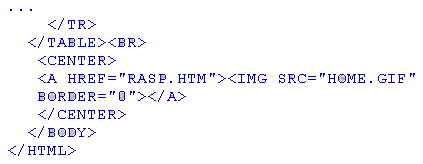 ...
</TR>
</TABLE><BR>
<CENTER>
<A HREF="RASP.HTM"><IMG SRC="HOME.GIF"
BORDER="0"></A>
</CENTER>
</BODY>
</HTML>